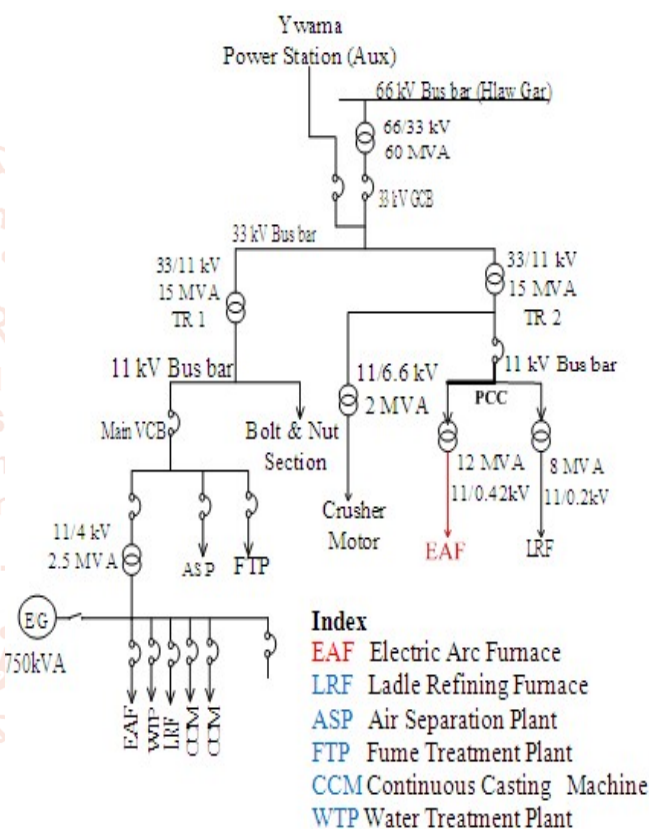 Ywama
Power Station (Aux)
66 kV Bus bar (Hlaw Gar)
66/33 kV
60 MVA
33 kV GCB
33 kV Bus bar
33/11 kV
15 MVA
TR 1
33/11 kV
15 MVA
TR 2
11 kV Bus bar
11/6.6 kV
2 MVA
11 kV Bus bar
PCC
Main VCB
Bolt & Nut
Section
12 MVA
11/0.42kV
8 MVA
11/0.2kV
Crusher
Motor
EAF
LRF
11/4 kV
2.5 MVA
ASP
FTP
EG
750kVA
EAF
WTP
LRF
CCM
CCM
Index
EAF Electric Arc Furnace
LRF Ladle Refining Furnace
ASP Air Separation Plant
FTP Fume Treatment Plant
CCM Continuous Casting Machine
WTP Water Treatment Plant